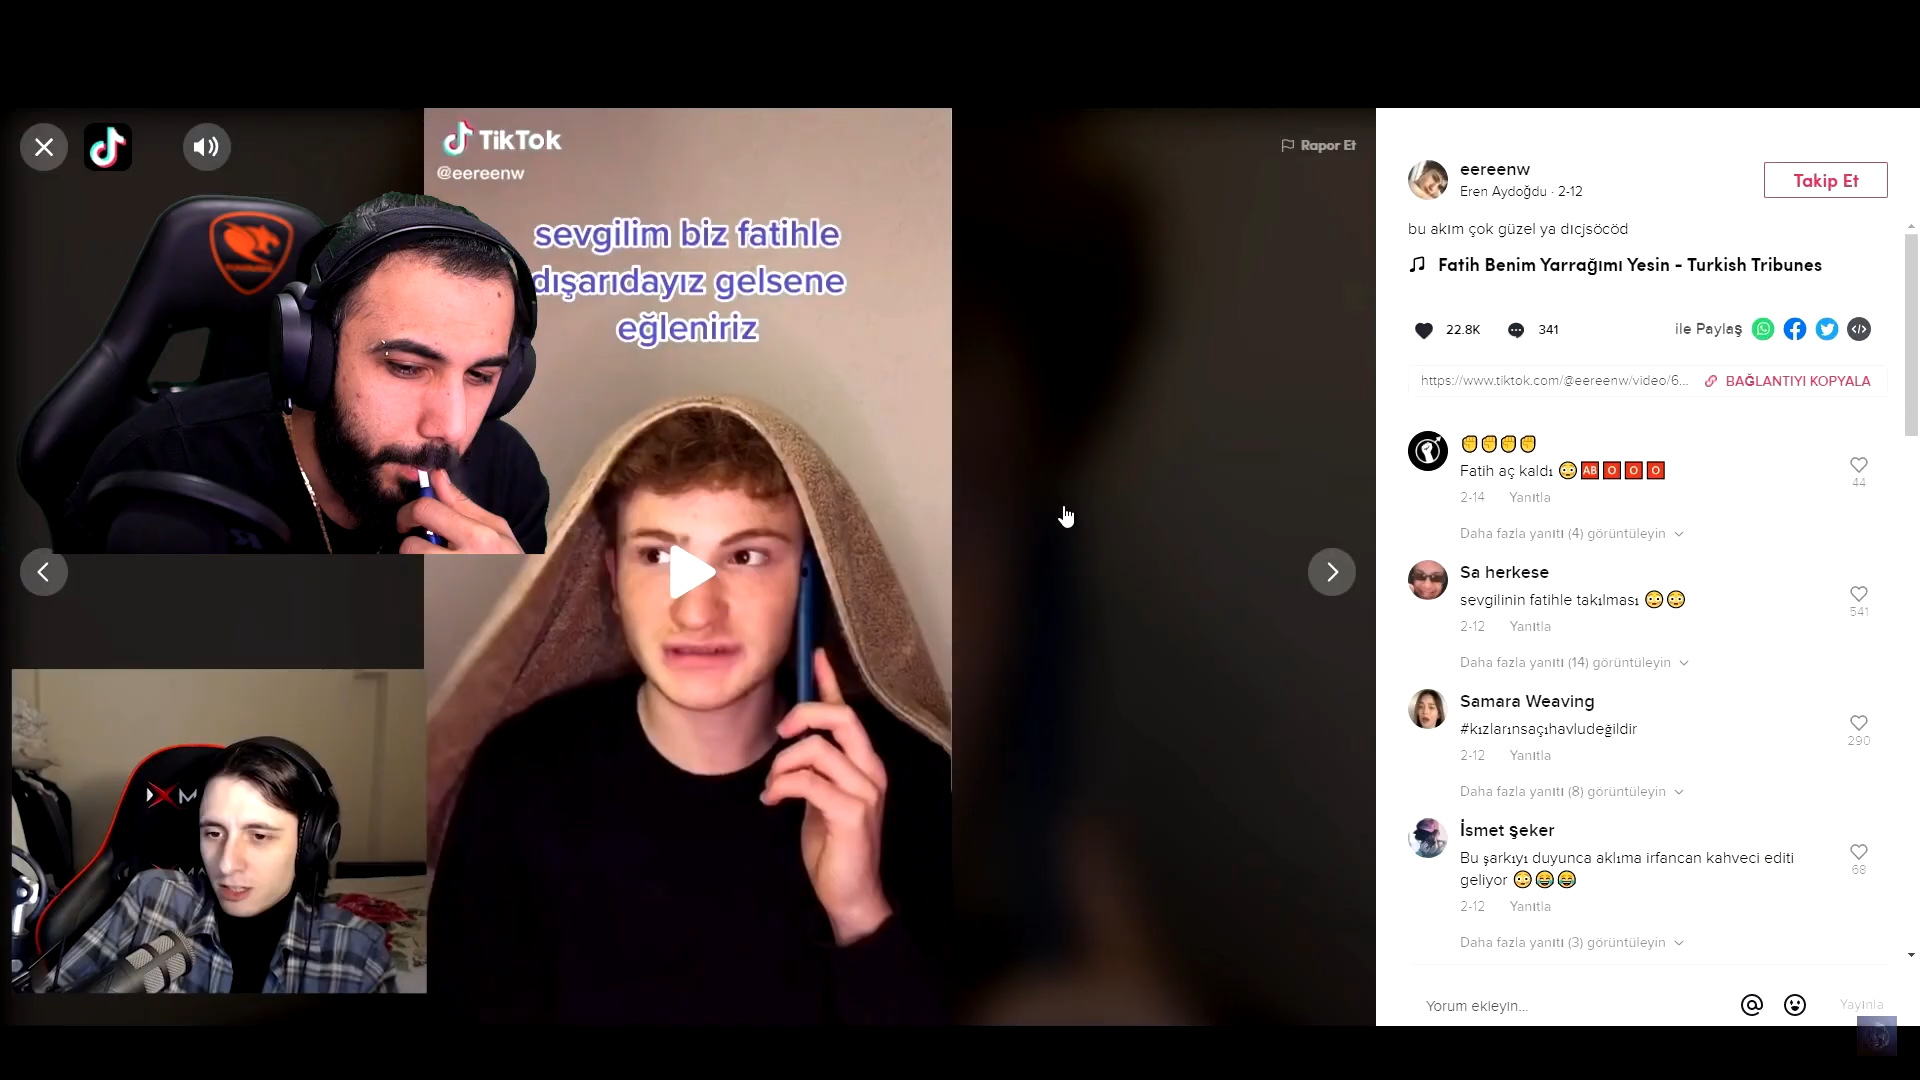 TikTok
@eereenw
Rapor Et
sevgilim biz fatihle
dışarıdayız gelsene
eğleniriz
eereenw
Eren Aydoğdu · 2-12
Takip Et
bu akım çok güzel ya dıcjsöcöd
Fatih Benim Yarrağımı Yesin - Turkish Tribunes
22.8K
341
ile Paylaş
https://www.tiktok.com/@eereenw/video/6...
BAĞLANTIYI KOPYALA
✊✊✊✊
Fatih aç kaldı 😳🆎🅾🅾🅾
44
2-14 Yanıtla
Daha fazla yanıtı (4) görüntüleyin
Sa herkese
sevgilinin fatihle takılması 😳😳
541
2-12 Yanıtla
Daha fazla yanıtı (14) görüntüleyin
Samara Weaving
#kızlarınsaçıhavludeğildir
290
2-12 Yanıtla
Daha fazla yanıtı (8) görüntüleyin
İsmet Şeker
Bu şarkıyı duyunca aklıma irfancan kahveci editi
geliyor 😳😂😂
68
2-12 Yanıtla
Daha fazla yanıtı (3) görüntüleyin
Yorum ekleyin...
Yayınla